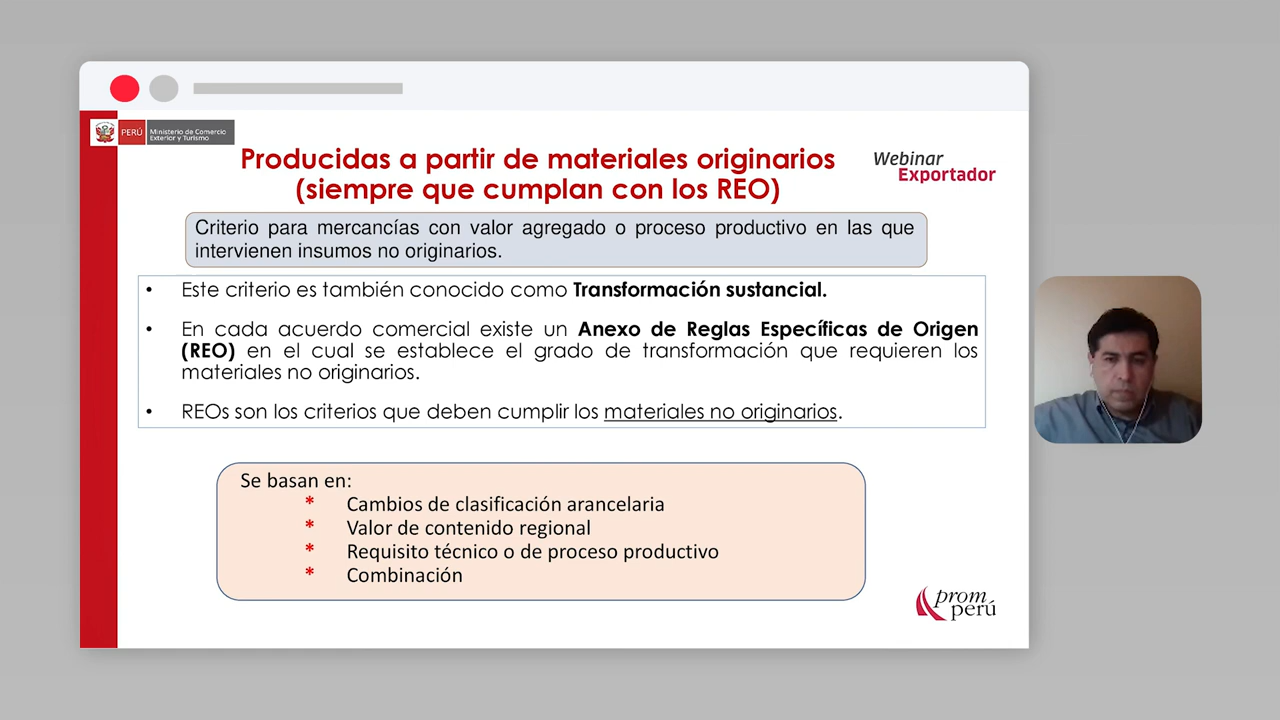 PERÚ
Ministerio de Comercio
Exterior y Turismo
Producidas a partir de materiales originarios
(siempre que cumplan con los REO)
Webinar
Exportador
Criterio para mercancías con valor agregado o proceso productivo en las que
intervienen insumos no originarios.
• Este criterio es también conocido como Transformación sustancial.
• En cada acuerdo comercial existe un Anexo de Reglas Específicas de Origen
(REO) en el cual se establece el grado de transformación que requieren los
materiales no originarios.
• REOs son los criterios que deben cumplir los materiales no originarios.
Se basan en:
* Cambios de clasificación arancelaria
* Valor de contenido regional
* Requisito técnico o de proceso productivo
* Combinación
prom
perú